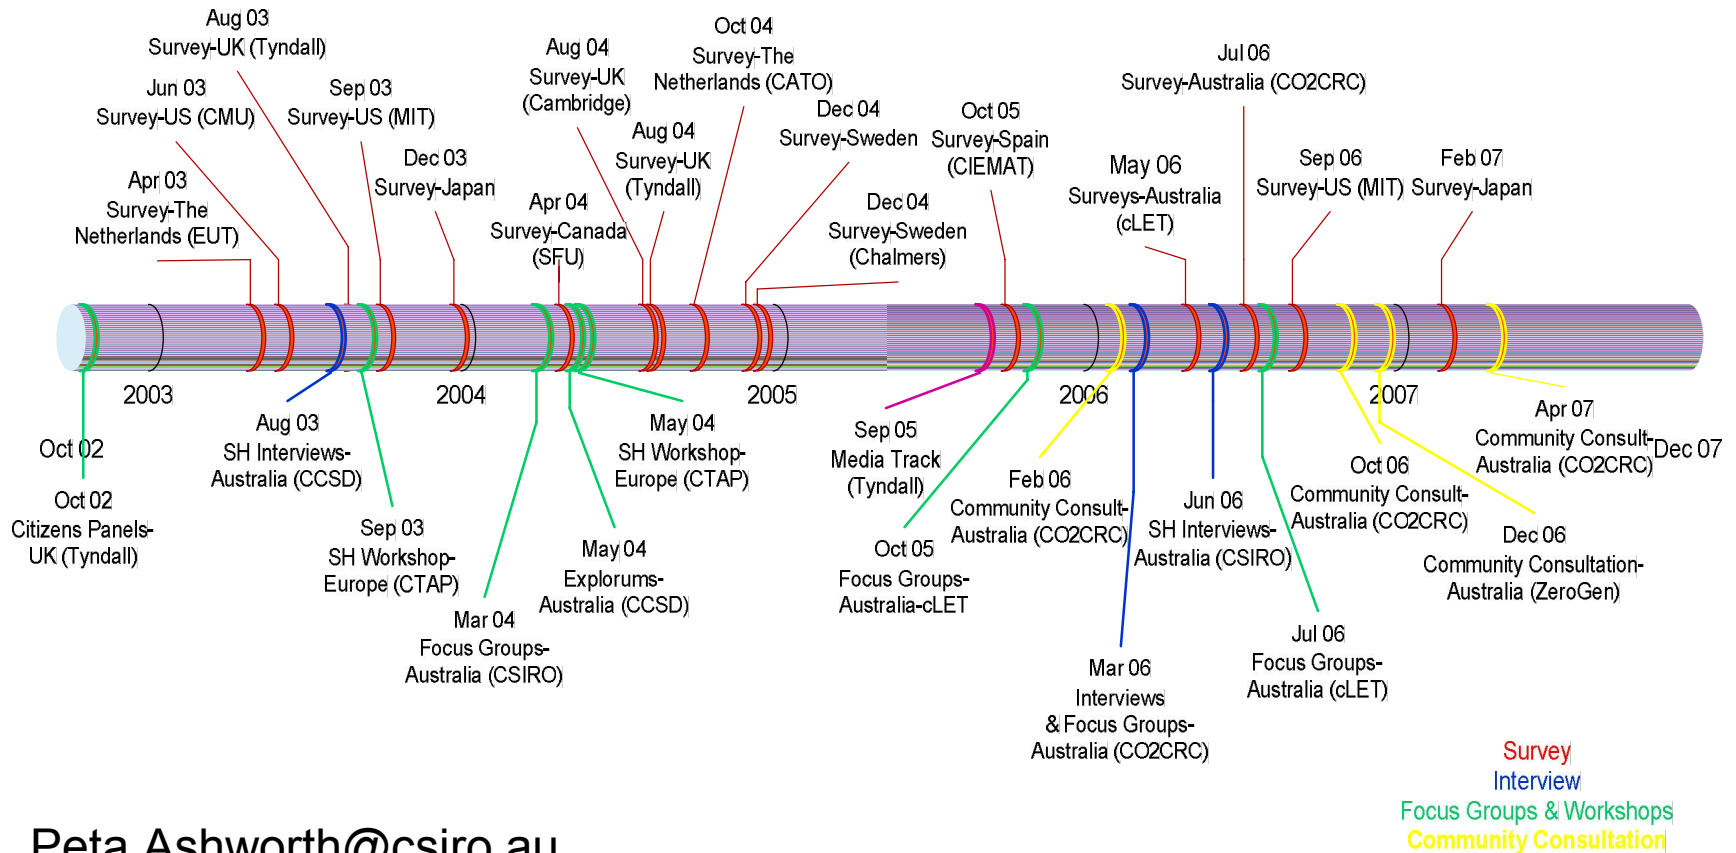 Aug 03
Survey-UK (Tyndall)
Jun 03
Survey-US (CMU)
Sep 03
Survey-US (MIT)
Apr 03
Survey-The
Netherlands (EUT)
Dec 03
Survey-Japan
Aug 04
Survey-UK
(Cambridge)
Apr 04
Survey-Canada
(SFU)
Oct 04
Survey-The
Netherlands (CATO)
Aug 04
Survey-UK
(Tyndall)
Dec 04
Survey-Sweden
Dec 04
Survey-Sweden
(Chalmers)
Oct 05
Survey-Spain
(CIEMAT)
Jul 06
Survey-Australia (CO2CRC)
May 06
Surveys-Australia
(cLET)
Sep 06
Survey-US (MIT)
Feb 07
Survey-Japan
2003
2004
2005
2006
2007
Oct 02
Oct 02
Citizens Panels-
UK (Tyndall)
Aug 03
SH Interviews-
Australia (CCSD)
Sep 03
SH Workshop-
Europe (CTAP)
Mar 04
Focus Groups-
Australia (CSIRO)
May 04
Explorums-
Australia (CCSD)
May 04
SH Workshop-
Europe (CTAP)
Sep 05
Media Track
(Tyndall)
Oct 05
Focus Groups-
Australia-cLET
Feb 06
Community Consult-
Australia (CO2CRC)
Mar 06
Interviews
& Focus Groups-
Australia (CO2CRC)
Jun 06
SH Interviews-
Australia (CSIRO)
Jul 06
Focus Groups-
Australia (cLET)
Oct 06
Community Consult-
Australia (CO2CRC)
Dec 06
Community Consultation-
Australia (ZeroGen)
Apr 07
Community Consult-
Australia (CO2CRC)
Dec 07
Survey
Interview
Focus Groups & Workshops
Community Consultation
Peta.Ashworth@csiro.au